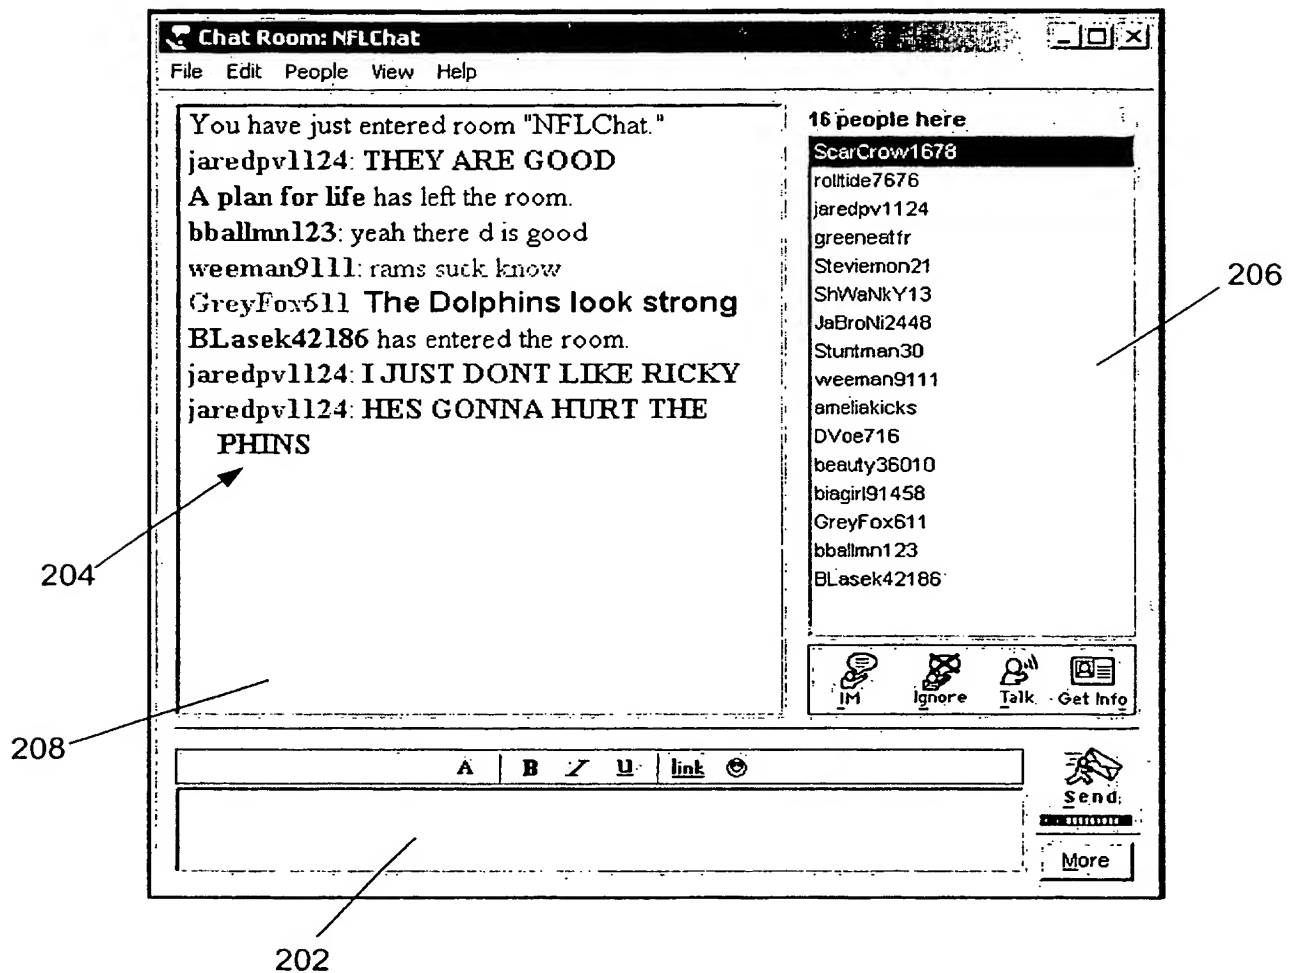 Chat Room: NFLChat
File Edit People View Help
You have just entered room "NFLChat."
jaredpv1124: THEY ARE GOOD
A plan for life has left the room.
bballmn123: yeah there d is good
weeman9111: rams suck know
GreyFox611 The Dolphins look strong
BLasek42186 has entered the room.
jaredpv1124: I JUST DONT LIKE RICKY
jaredpv1124: HES GONNA HURT THE
PHINS
16 people here
ScarCrow1678
rolltide7676
jaredpv1124
greeneatfr
Steviemon21
ShWaNkY13
JaBroNi2448
Stuntman30
weeman9111
ameliakicks
DVoe716
beauty36010
biagirl91458
GreyFox611
bballmn123
BLasek42186
IM Ignore Talk Get Info
A B I U link
Send
More
204
206
208
202